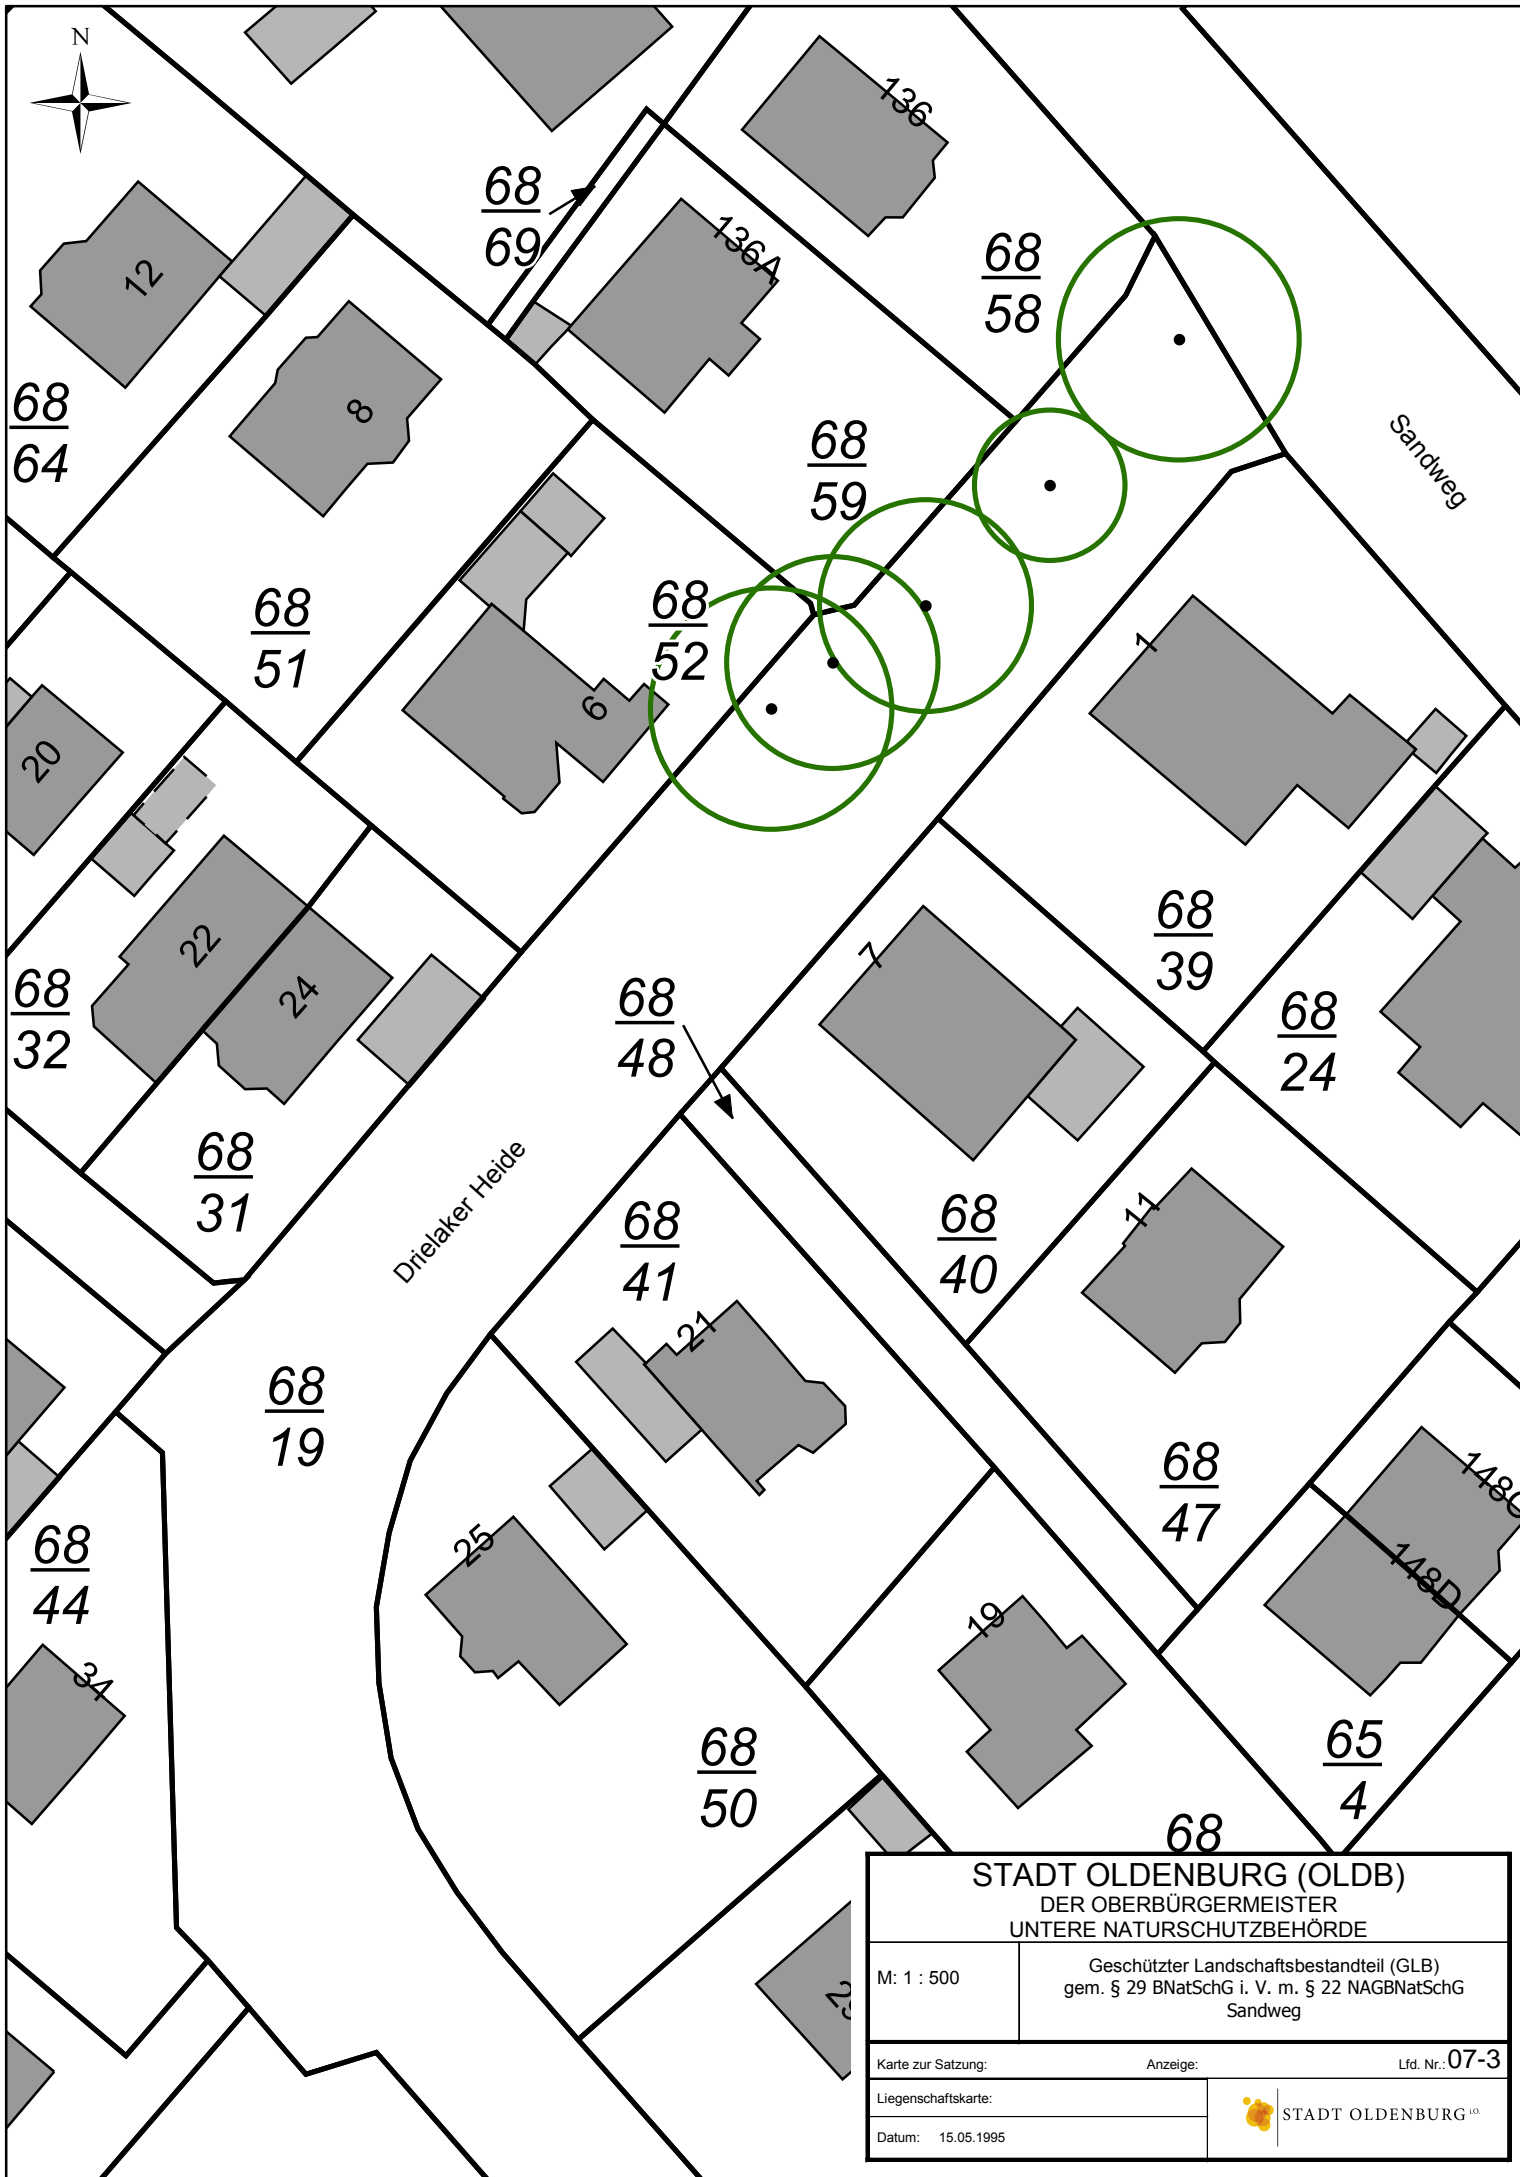 N
136
68
69
136A
68
58
12
8
68
64
68
59
Sandweg
68
51
68
52
1
6
20
22
7
68
39
68
32
24
68
48
68
24
68
31
Drielaker Heide
68
41
68
40
11
21
68
19
68
47
148C
68
44
25
148D
19
34
68
50
65
4
68
STADT OLDENBURG (OLDB)
DER OBERBÜRGERMEISTER
UNTERE NATURSCHUTZBEHÖRDE
M: 1 : 500
Geschützter Landschaftsbestandteil (GLB)
gem. § 29 BNatSchG i. V. m. § 22 NAGBNatSchG
Sandweg
Karte zur Satzung:
Anzeige:
Lfd. Nr.: 07-3
Liegenschaftskarte:
Datum: 15.05.1995
STADT OLDENBURG i.O.